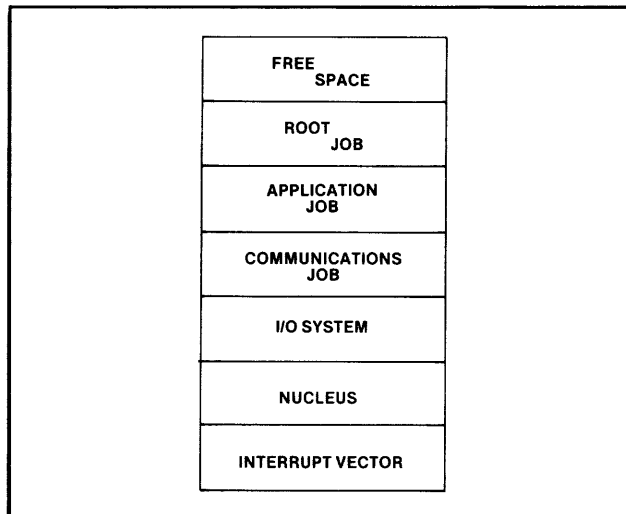 FREE
SPACE
ROOT
JOB
APPLICATION
JOB
COMMUNICATIONS
JOB
I/O SYSTEM
NUCLEUS
INTERRUPT VECTOR